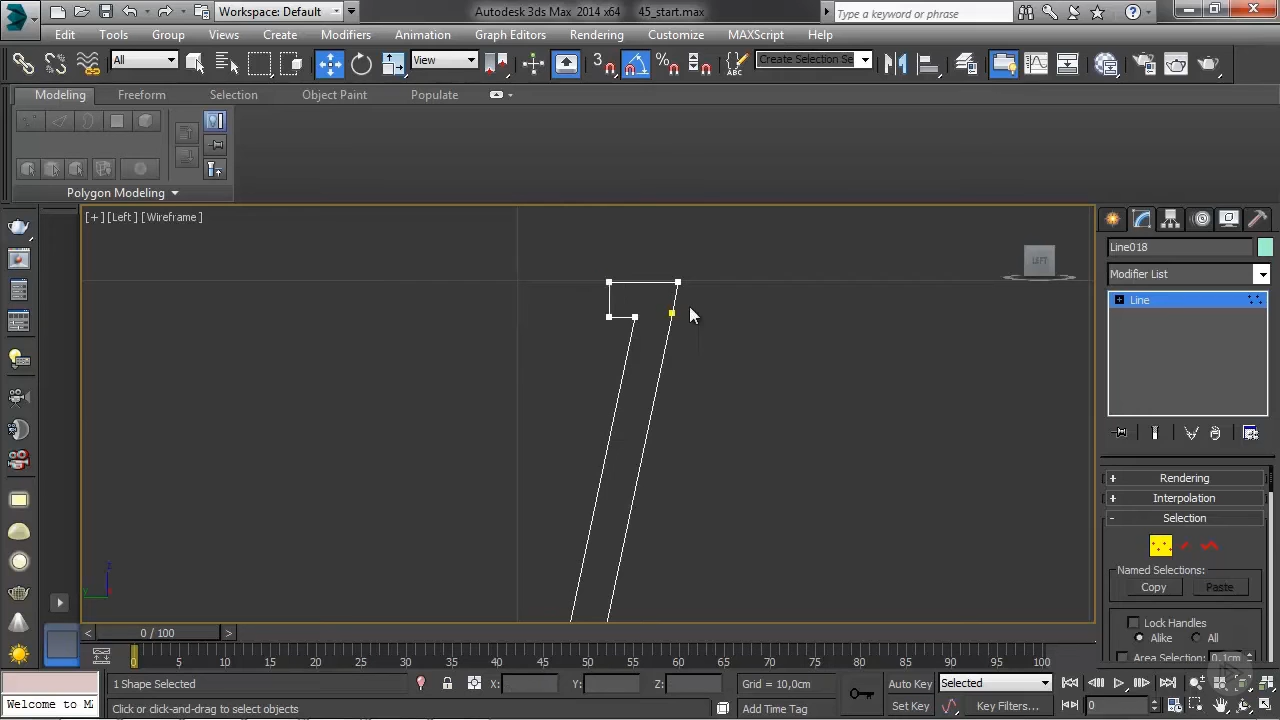 Workspace: Default
Autodesk 3ds Max 2014 x64 45_start.max
Type a keyword or phrase
Edit Tools Group Views Create Modifiers Animation Graph Editors Rendering Customize MAXScript Help
All View 3 Create Selection Se
Modeling Freeform Selection Object Paint Populate
Polygon Modeling
[+] [Left] [Wireframe]
LEFT
Line018
Modifier List
Line
Rendering
Interpolation
Selection
Named Selections:
Copy Paste
Lock Handles
Alike All
Area Selection: 0,1cm
z
y
0 / 100
0 5 10 15 20 25 30 35 40 45 50 55 60 65 70 75 80 85 90 95 100
1 Shape Selected X: Y: Z: Grid = 10,0cm Auto Key Selected
Welcome to M Click or click-and-drag to select objects Add Time Tag Set Key Key Filters... 0